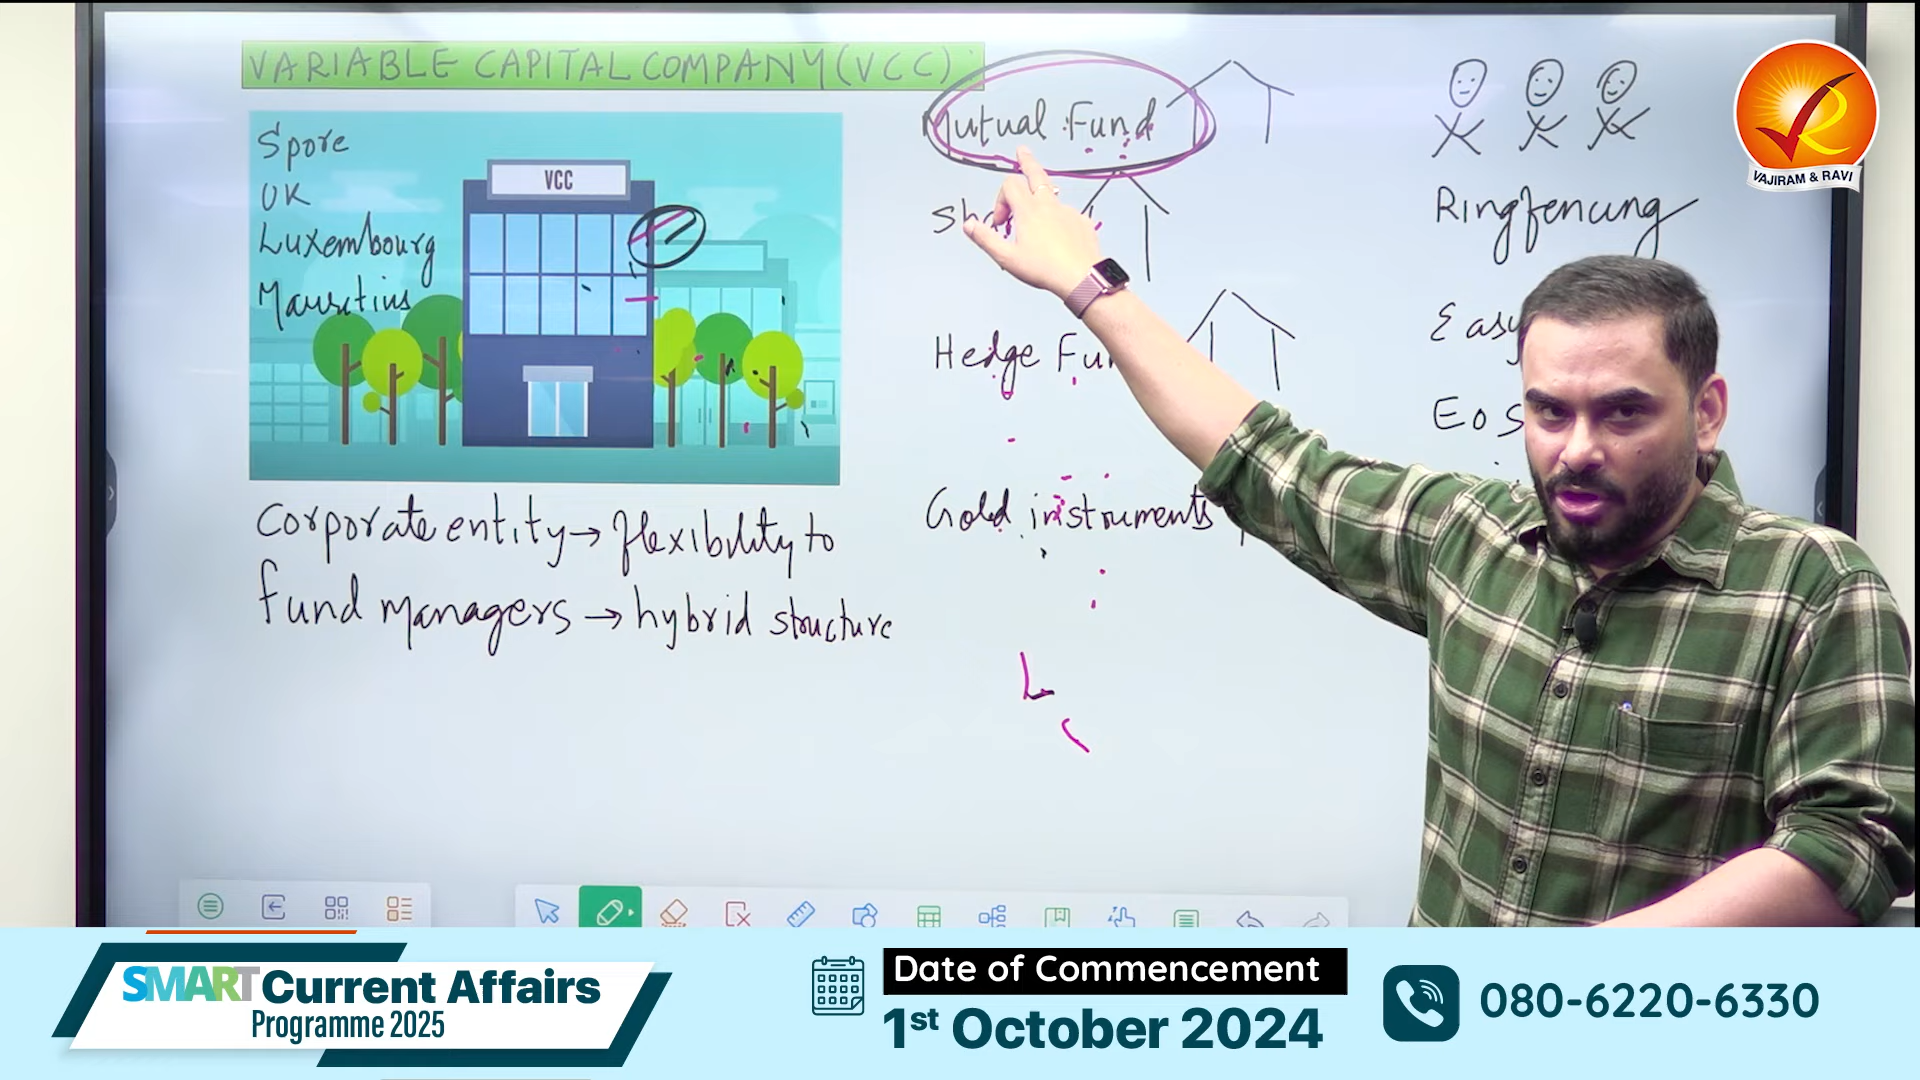 VARIABLE CAPITAL COMPANY (VCC):
Spore
UK
Luxembourg
Mauritius
VCC
Corporate entity → flexibility to
fund managers → hybrid structure
Mutual Fund
Hedge
Gold instruments
Ringfencing
VAJIRAM & RAVI
SMART Current Affairs
Programme 2025
Date of Commencement
1st October 2024
080-6220-6330